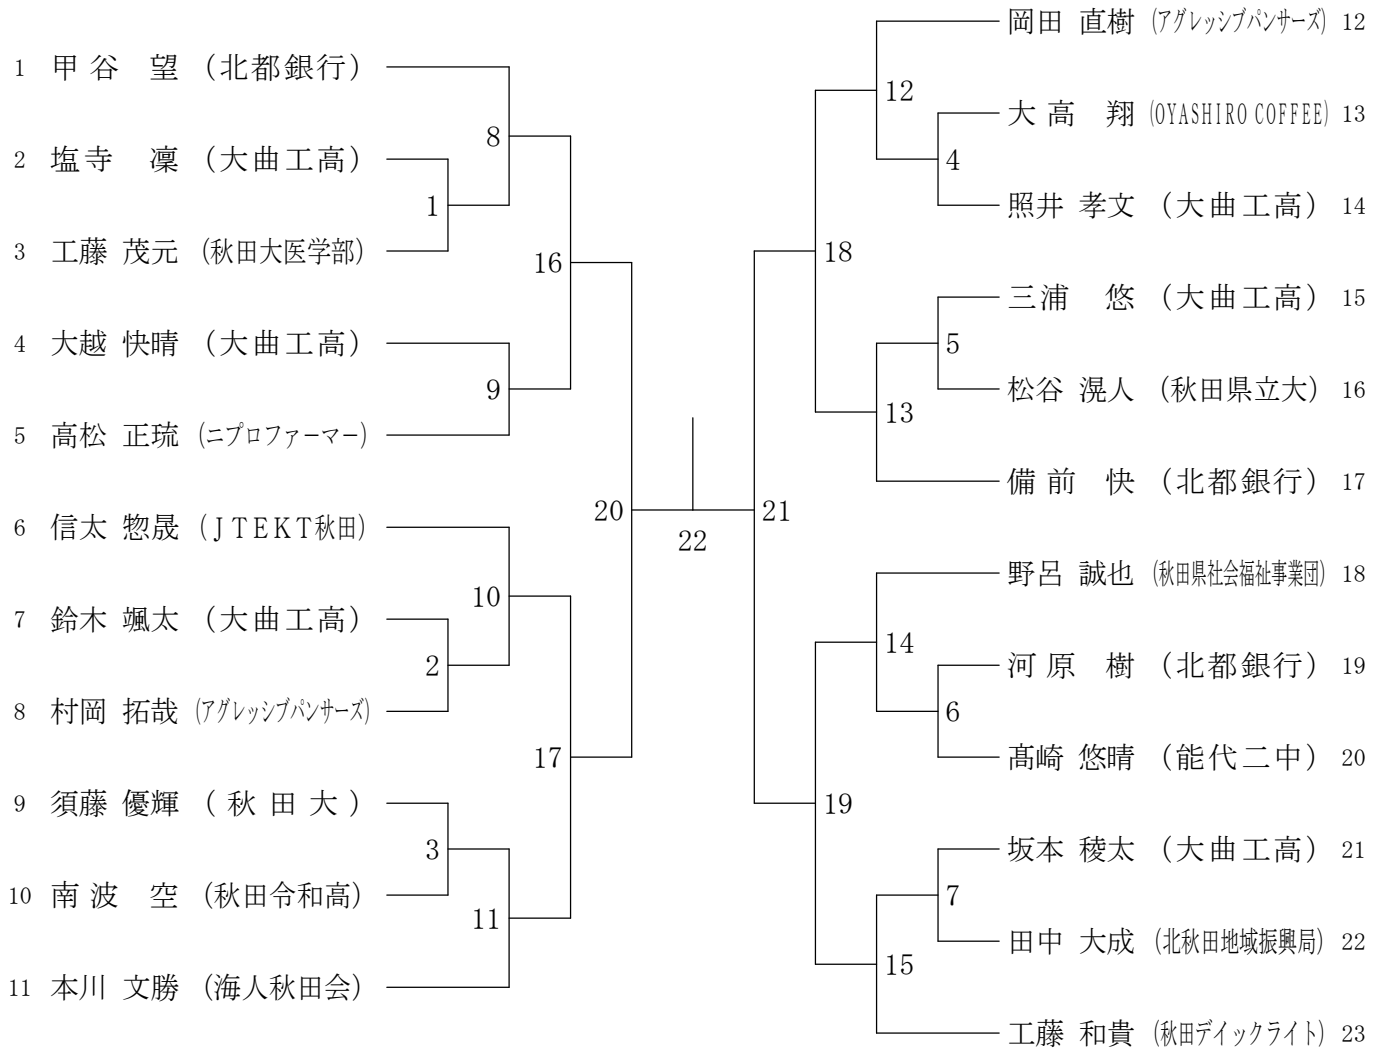 1 甲谷 望 (北都銀行)
2 塩寺 凜 (大曲工高)
3 工藤 茂元 (秋田大医学部)
4 大越 快晴 (大曲工高)
5 高松 正琉 (ニプロファーマー)
6 信太 惣晟 (JTEKT秋田)
7 鈴木 颯太 (大曲工高)
8 村岡 拓哉 (アグレッシブパンサーズ)
9 須藤 優輝 (秋田大)
10 南波 空 (秋田令和高)
11 本川 文勝 (海人秋田会)
8
1
16
9
20
10
2
17
3
11
22
岡田 直樹 (アグレッシブパンサーズ) 12
大高 翔 (OYASHIRO COFFEE) 13
照井 孝文 (大曲工高) 14
三浦 悠 (大曲工高) 15
松谷 滉人 (秋田県立大) 16
備前 快 (北都銀行) 17
野呂 誠也 (秋田県社会福祉事業団) 18
河原 樹 (北都銀行) 19
髙崎 悠晴 (能代二中) 20
坂本 稜太 (大曲工高) 21
田中 大成 (北秋田地域振興局) 22
工藤 和貴 (秋田デイックライト) 23
12
4
18
5
13
21
14
6
19
7
15